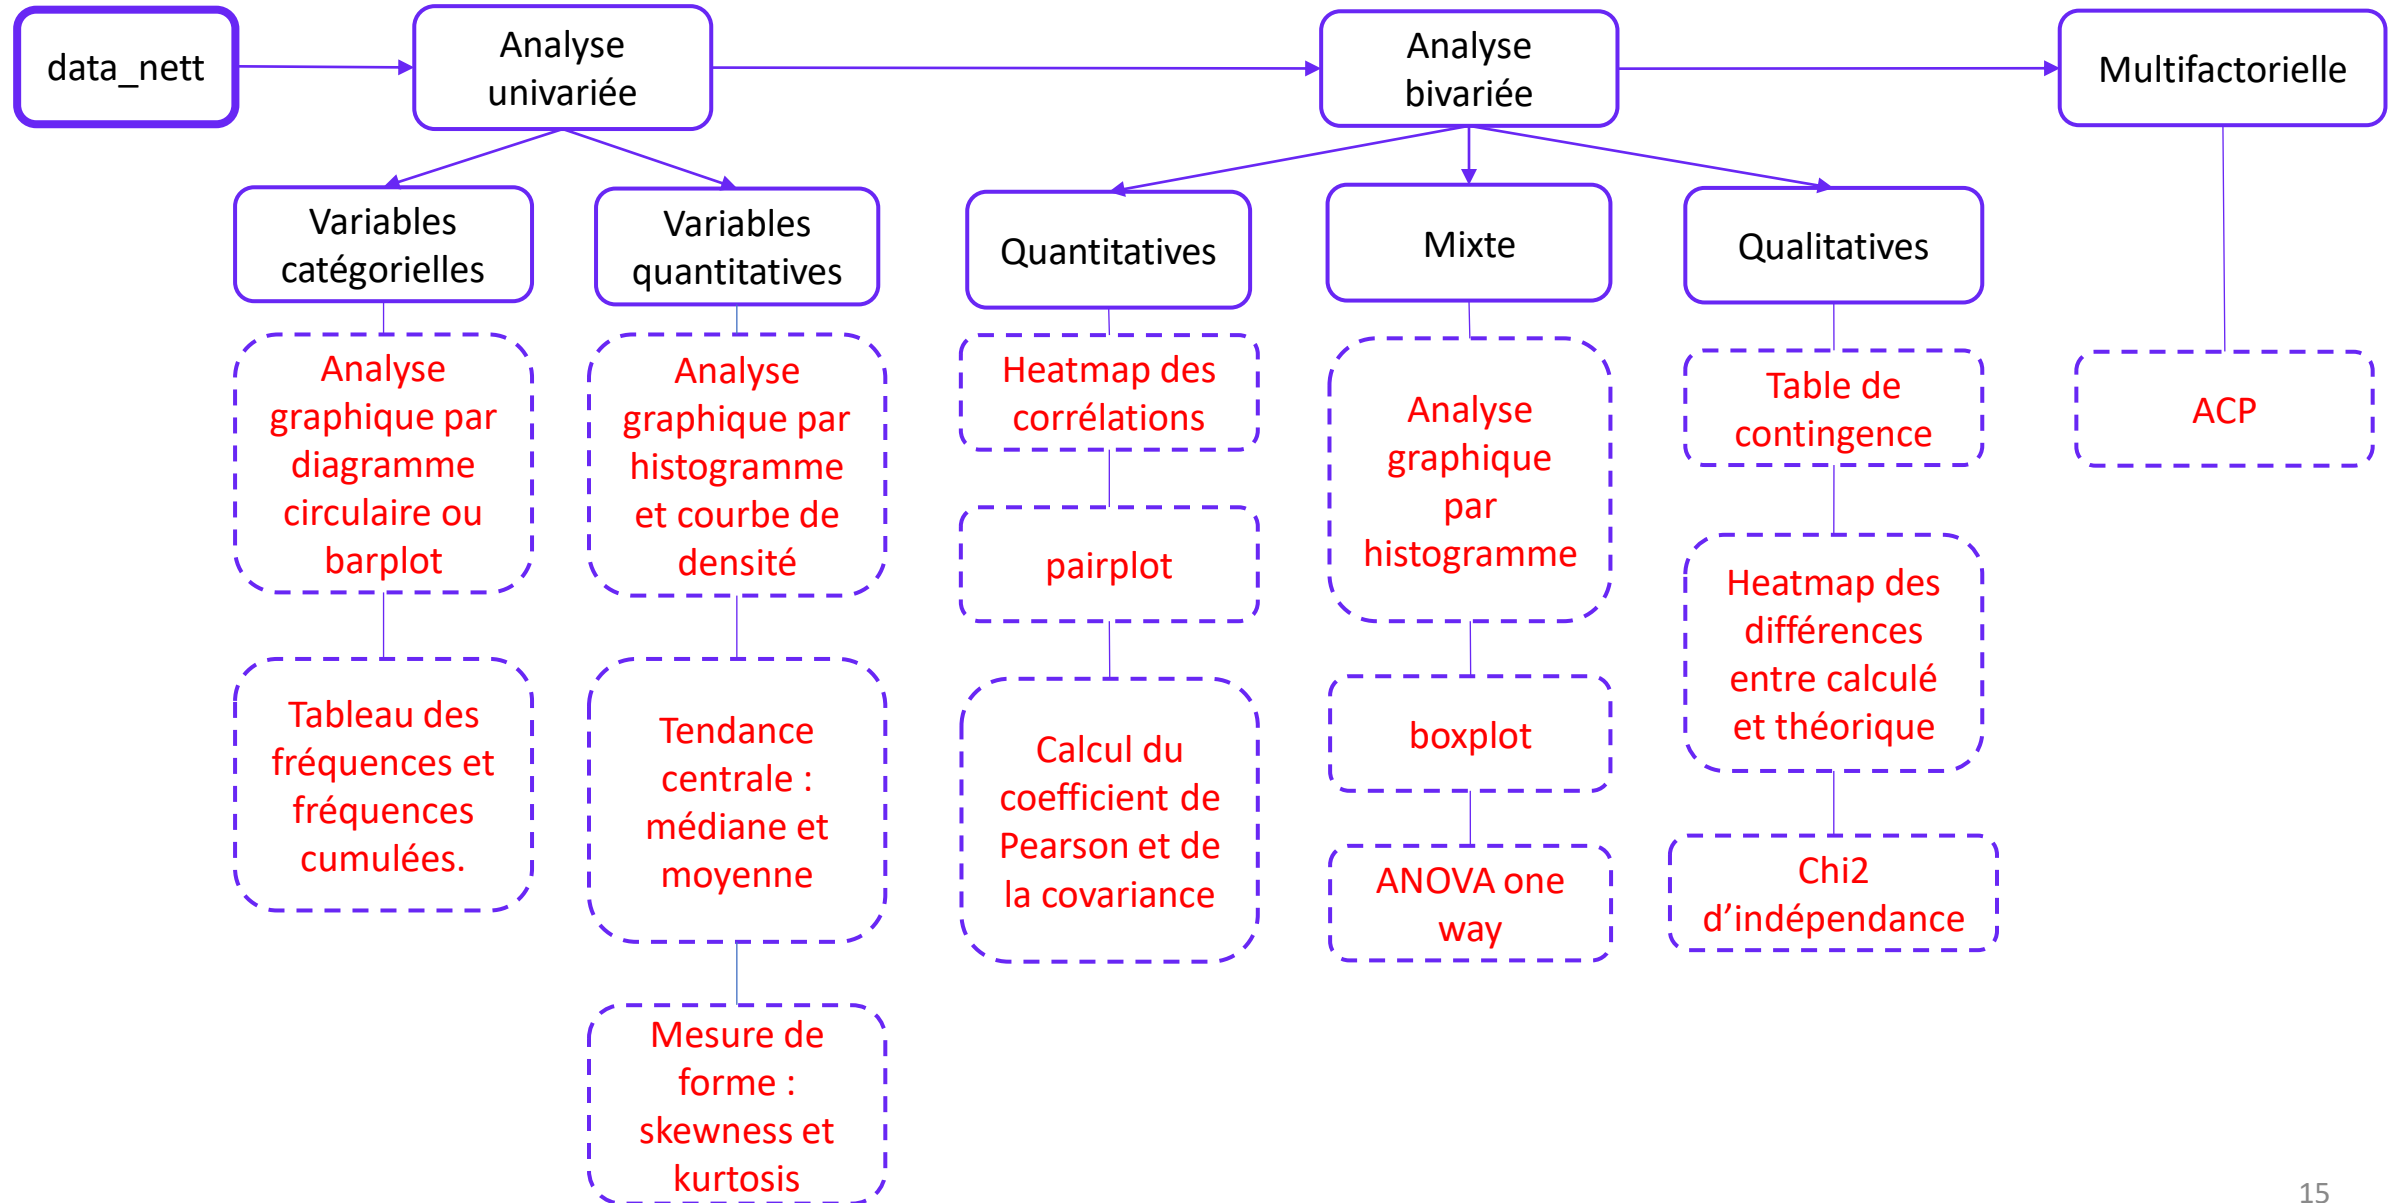 data_nett
Analyse
univariée
Analyse
bivariée
Multifactorielle
Variables
catégorielles
Variables
quantitatives
Quantitatives
Mixte
Qualitatives
Analyse
graphique par
diagramme
circulaire ou
barplot
Tableau des
fréquences et
fréquences
cumulées.
Analyse
graphique par
histogramme
et courbe de
densité
Tendance
centrale :
médiane et
moyenne
Mesure de
forme :
skewness et
kurtosis
Heatmap des
corrélations
pairplot
Calcul du
coefficient de
Pearson et de
la covariance
Analyse
graphique
par
histogramme
boxplot
ANOVA one
way
Table de
contingence
Heatmap des
différences
entre calculé
et théorique
Chi2
d’indépendance
ACP
15